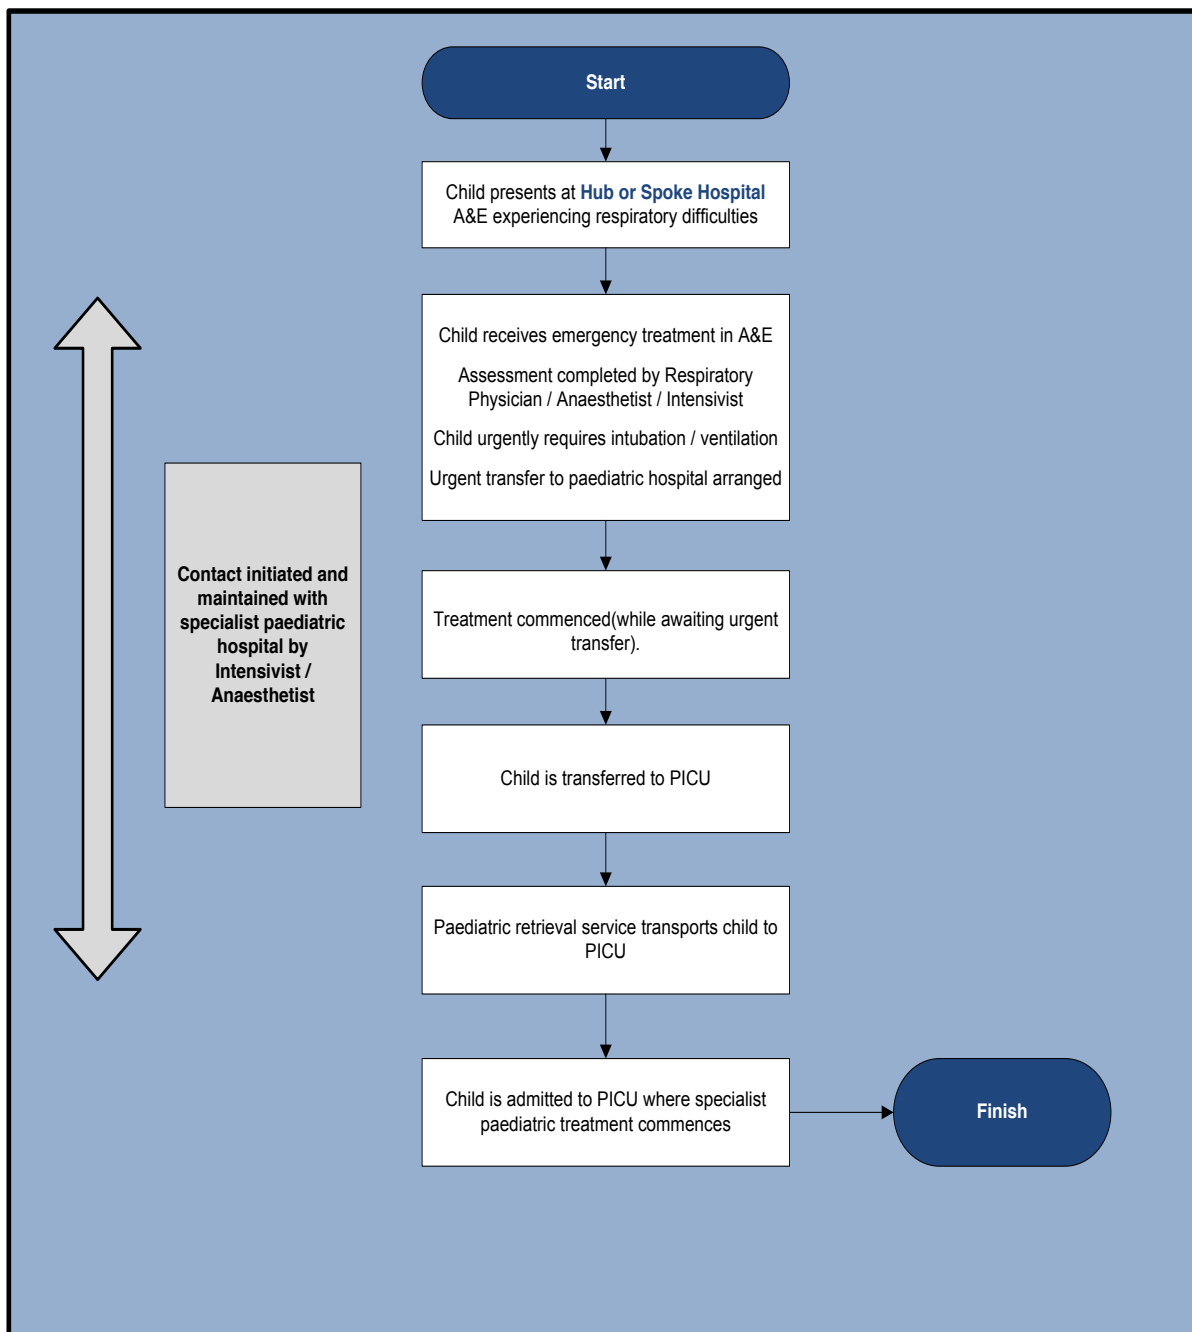 Start
Child presents at Hub or Spoke Hospital
A&E experiencing respiratory difficulties
Child receives emergency treatment in A&E
Assessment completed by Respiratory
Physician / Anaesthetist / Intensivist
Child urgently requires intubation / ventilation
Urgent transfer to paediatric hospital arranged
Contact initiated and
maintained with
specialist paediatric
hospital by
Intensivist /
Anaesthetist
Treatment commenced(while awaiting urgent
transfer).
Child is transferred to PICU
Paediatric retrieval service transports child to
PICU
Child is admitted to PICU where specialist
paediatric treatment commences
Finish